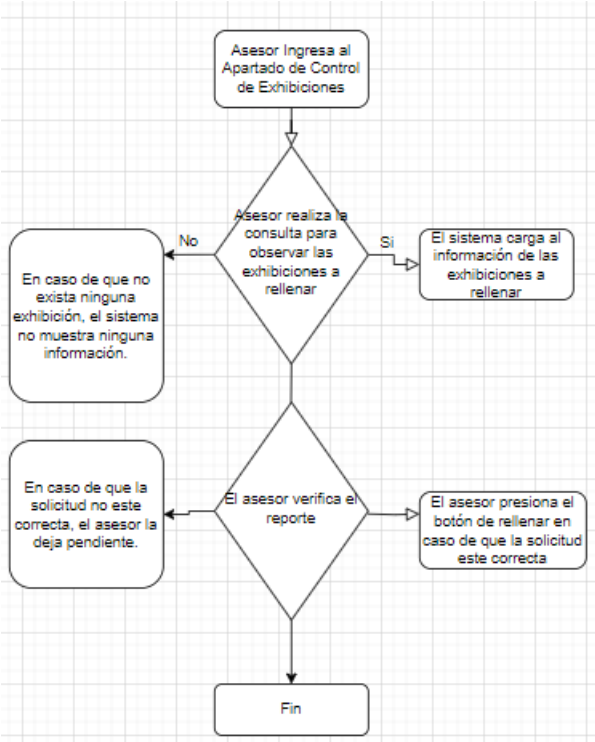 Asesor Ingresa al
Apartado de Control
de Exhibiciones
Asesor realiza la
consulta para
observar las
exhibiciones a
rellenar
No
Si
En caso de que no
exista ninguna
exhibición, el sistema
no muestra ninguna
información.
El sistema carga al
información de las
exhibiciones a
rellenar
El asesor verifica el
reporte
En caso de que la
solicitud no este
correcta, el asesor la
deja pendiente.
El asesor presiona el
botón de rellenar en
caso de que la solicitud
este correcta
Fin